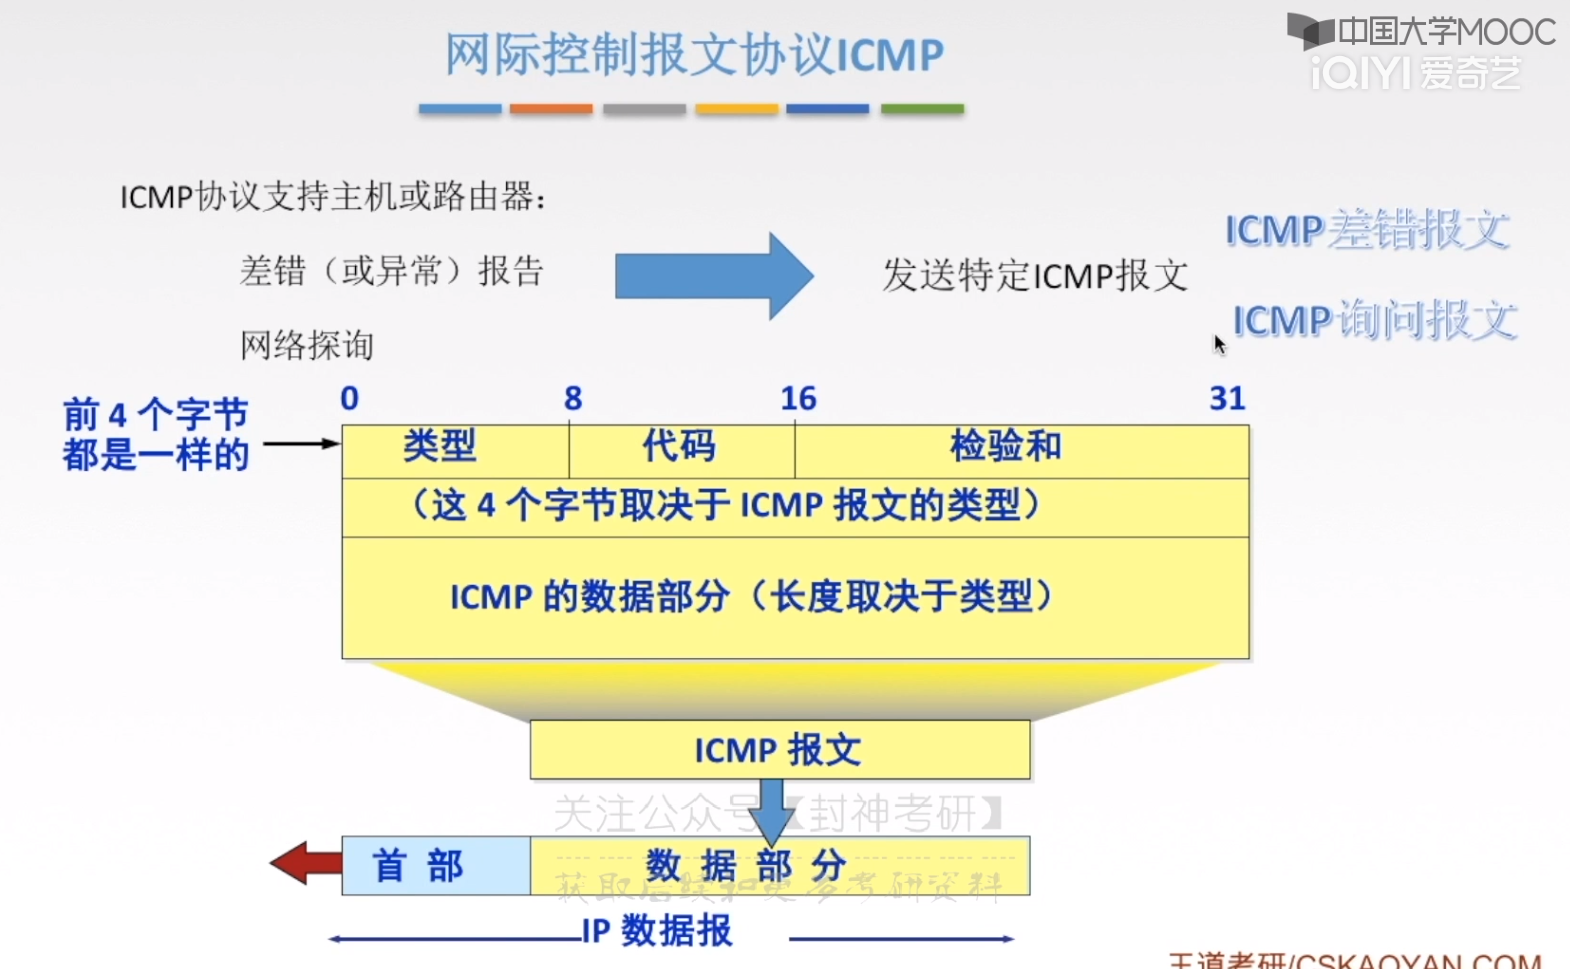 中国大学MOOC
iQIYI 爱奇艺
网际控制报文协议ICMP
ICMP协议支持主机或路由器：
差错（或异常）报告
网络探询
发送特定ICMP报文
ICMP差错报文
ICMP询问报文
0 8 16 31
前 4 个字节
都是一样的
类型 代码 检验和
（这 4 个字节取决于 ICMP 报文的类型）
ICMP 的数据部分（长度取决于类型）
ICMP 报文
关注公众号【封神考研】
首 部 数 据 部 分
获取后续和更多考研资料
IP 数据报
王道考研/CSKAOYAN.COM